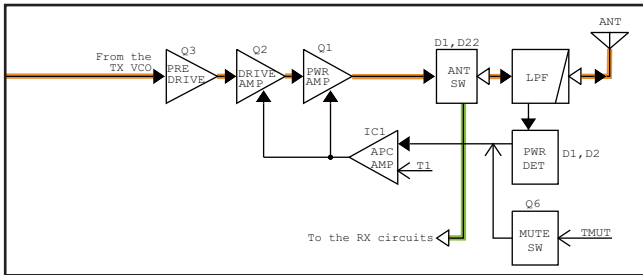 ANT
Q3
Q2
Q1
D1,D22
From the
TX VCO
PRE
DRIVE
DRIVE
AMP
PWR
AMP
ANT
SW
LPF
IC1
APC
AMP
T1
PWR
DET
D1,D2
Q6
To the RX circuits
MUTE
SW
TMUT